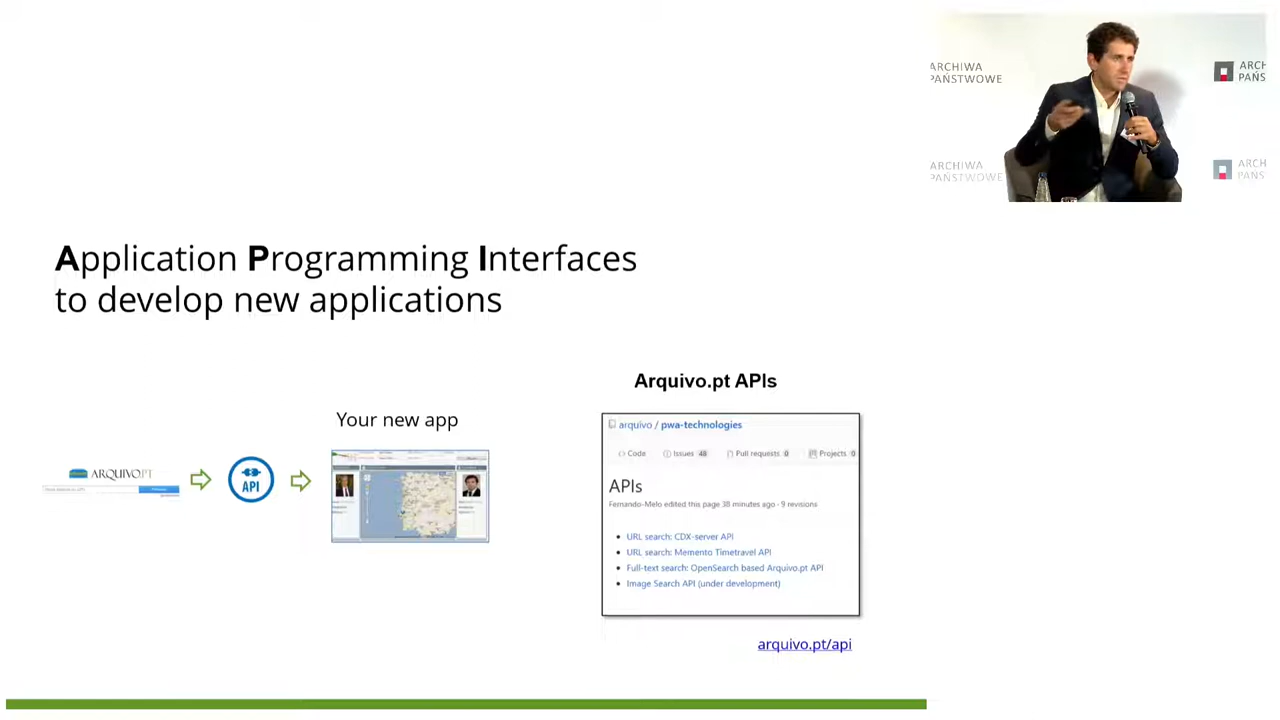 ARCHIWA
PAŃSTWOWE
ARCH
PAŃS
ARCHIWA
PAŃSTWOWE
ARCH
PAŃS
Application Programming Interfaces
to develop new applications
Arquivo.pt APIs
Your new app
ARQUIVO.PT
API
arquivo / pwa-technologies
Code Issues 48 Pull requests 0 Projects 0
APIs
Fernando-Melo edited this page 38 minutes ago · 9 revisions
URL search: CDX-server API
URL search: Memento Timetravel API
Full-text search: OpenSearch based Arquivo.pt API
Image Search API (under development)
arquivo.pt/api